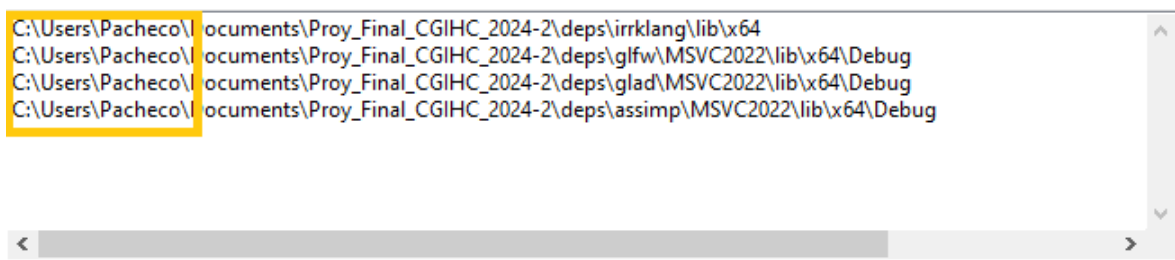 C:\Users\Pacheco\Documents\Proy_Final_CGIHC_2024-2\deps\irrklang\lib\x64
C:\Users\Pacheco\Documents\Proy_Final_CGIHC_2024-2\deps\glfw\MSVC2022\lib\x64\Debug
C:\Users\Pacheco\Documents\Proy_Final_CGIHC_2024-2\deps\glad\MSVC2022\lib\x64\Debug
C:\Users\Pacheco\Documents\Proy_Final_CGIHC_2024-2\deps\assimp\MSVC2022\lib\x64\Debug